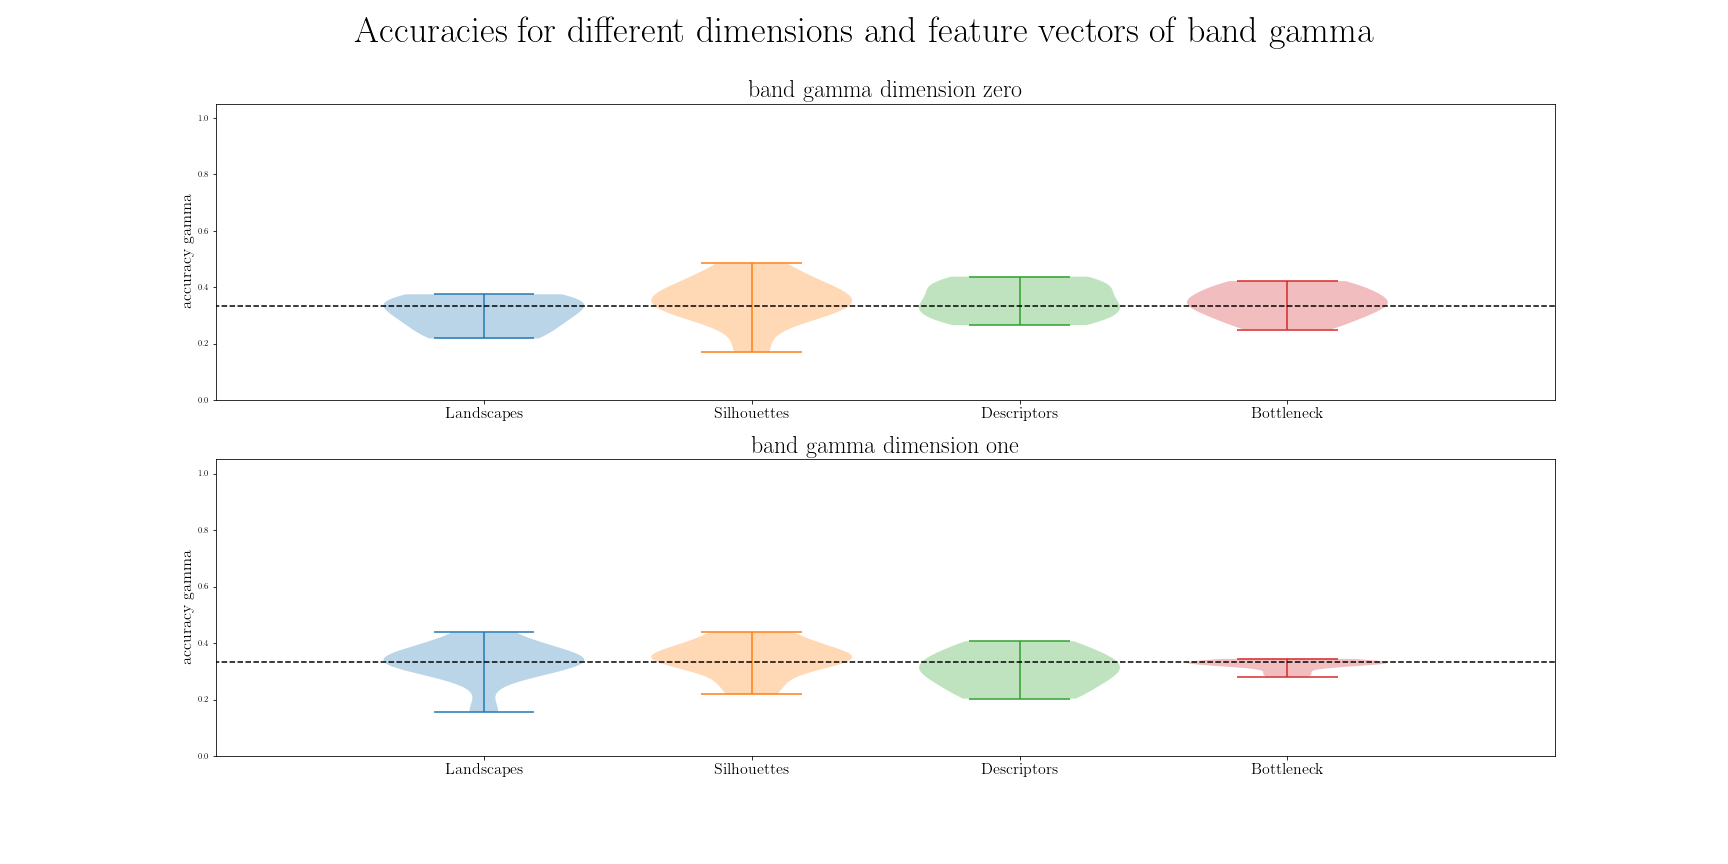 Accuracies for different dimensions and feature vectors of band gamma
band gamma dimension zero
1.0
0.8
0.6
0.4
0.2
0.0
accuracy gamma
Landscapes Silhouettes Descriptors Bottleneck
band gamma dimension one
1.0
0.8
0.6
0.4
0.2
0.0
accuracy gamma
Landscapes Silhouettes Descriptors Bottleneck